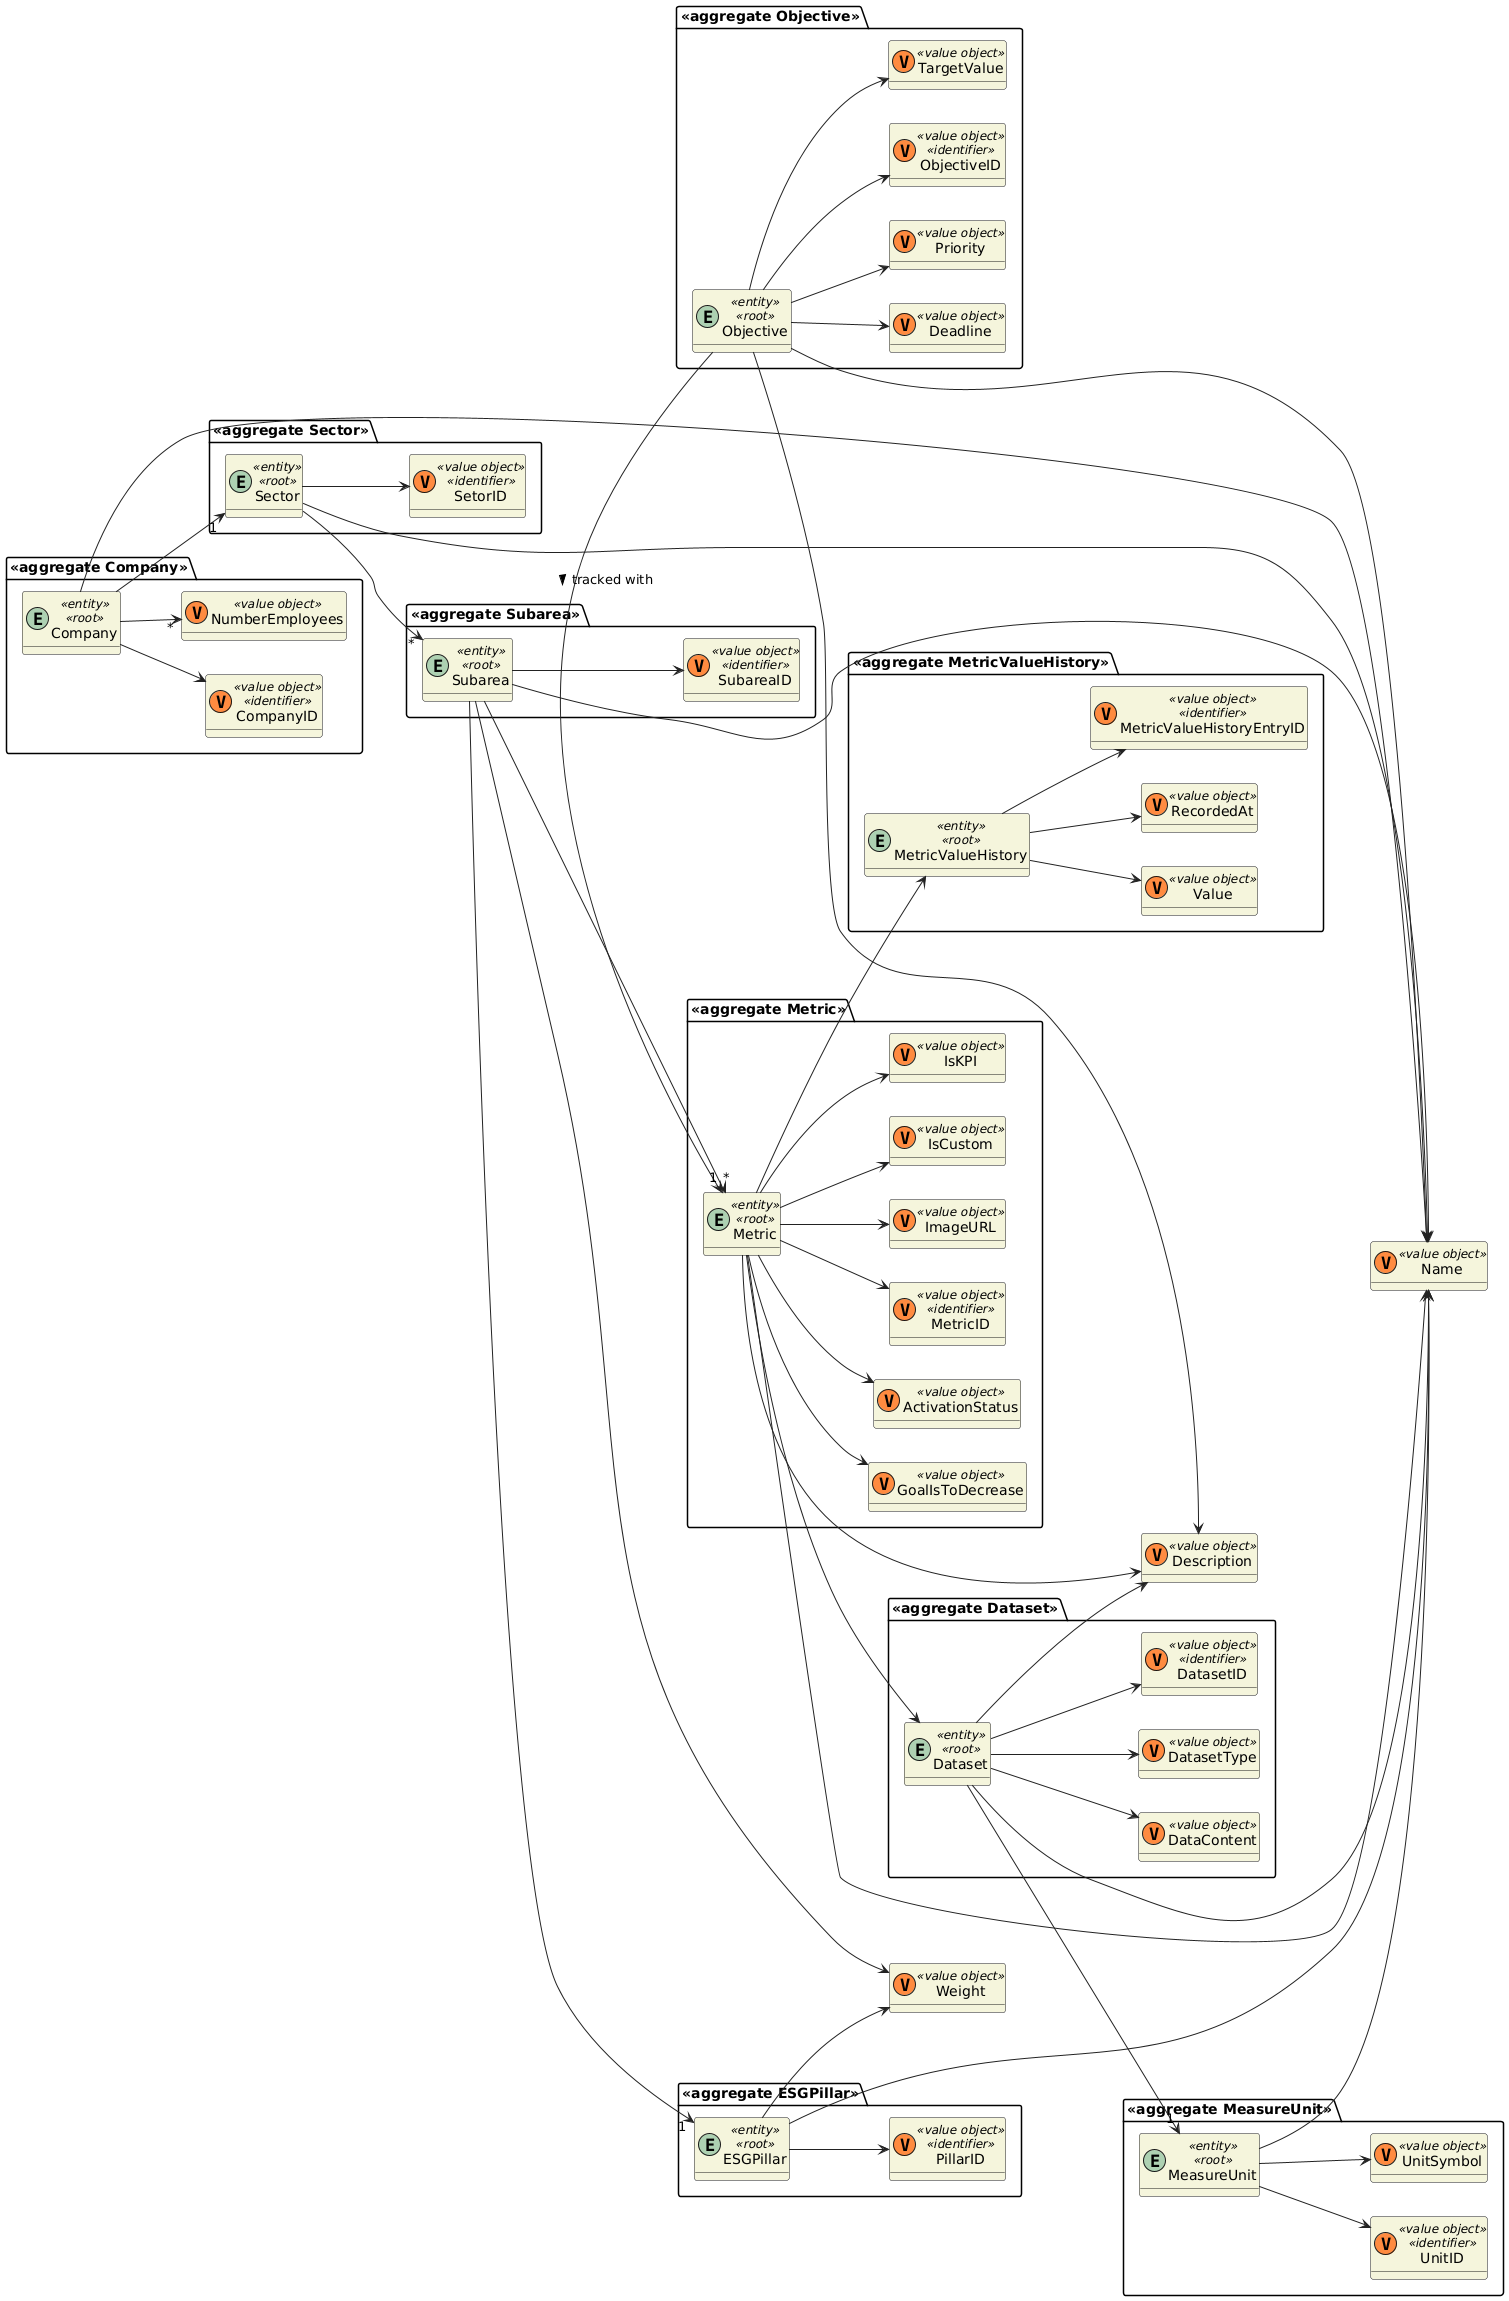 «aggregate Objective»
V
«value object»
TargetValue
V
«value object»
«identifier»
ObjectiveID
V
«value object»
Priority
E
«entity»
«root»
Objective
V
«value object»
Deadline
«aggregate Sector»
E
«entity»
«root»
Sector
V
«value object»
«identifier»
SetorID
1
«aggregate Company»
E
«entity»
«root»
Company
V
«value object»
NumberEmployees
*
V
«value object»
«identifier»
CompanyID
tracked with
«aggregate Subarea»
*
E
«entity»
«root»
Subarea
V
«value object»
«identifier»
SubareaID
«aggregate MetricValueHistory»
V
«value object»
«identifier»
MetricValueHistoryEntryID
V
«value object»
RecordedAt
E
«entity»
«root»
MetricValueHistory
V
«value object»
Value
«aggregate Metric»
V
«value object»
IsKPI
V
«value object»
IsCustom
1 *
E
«entity»
«root»
Metric
V
«value object»
ImageURL
V
«value object»
«identifier»
MetricID
V
«value object»
ActivationStatus
V
«value object»
GoalIsToDecrease
V
«value object»
Name
V
«value object»
Description
«aggregate Dataset»
V
«value object»
«identifier»
DatasetID
E
«entity»
«root»
Dataset
V
«value object»
DatasetType
V
«value object»
DataContent
V
«value object»
Weight
«aggregate ESGPillar»
1
E
«entity»
«root»
ESGPillar
V
«value object»
«identifier»
PillarID
«aggregate MeasureUnit»
1
E
«entity»
«root»
MeasureUnit
V
«value object»
UnitSymbol
V
«value object»
«identifier»
UnitID